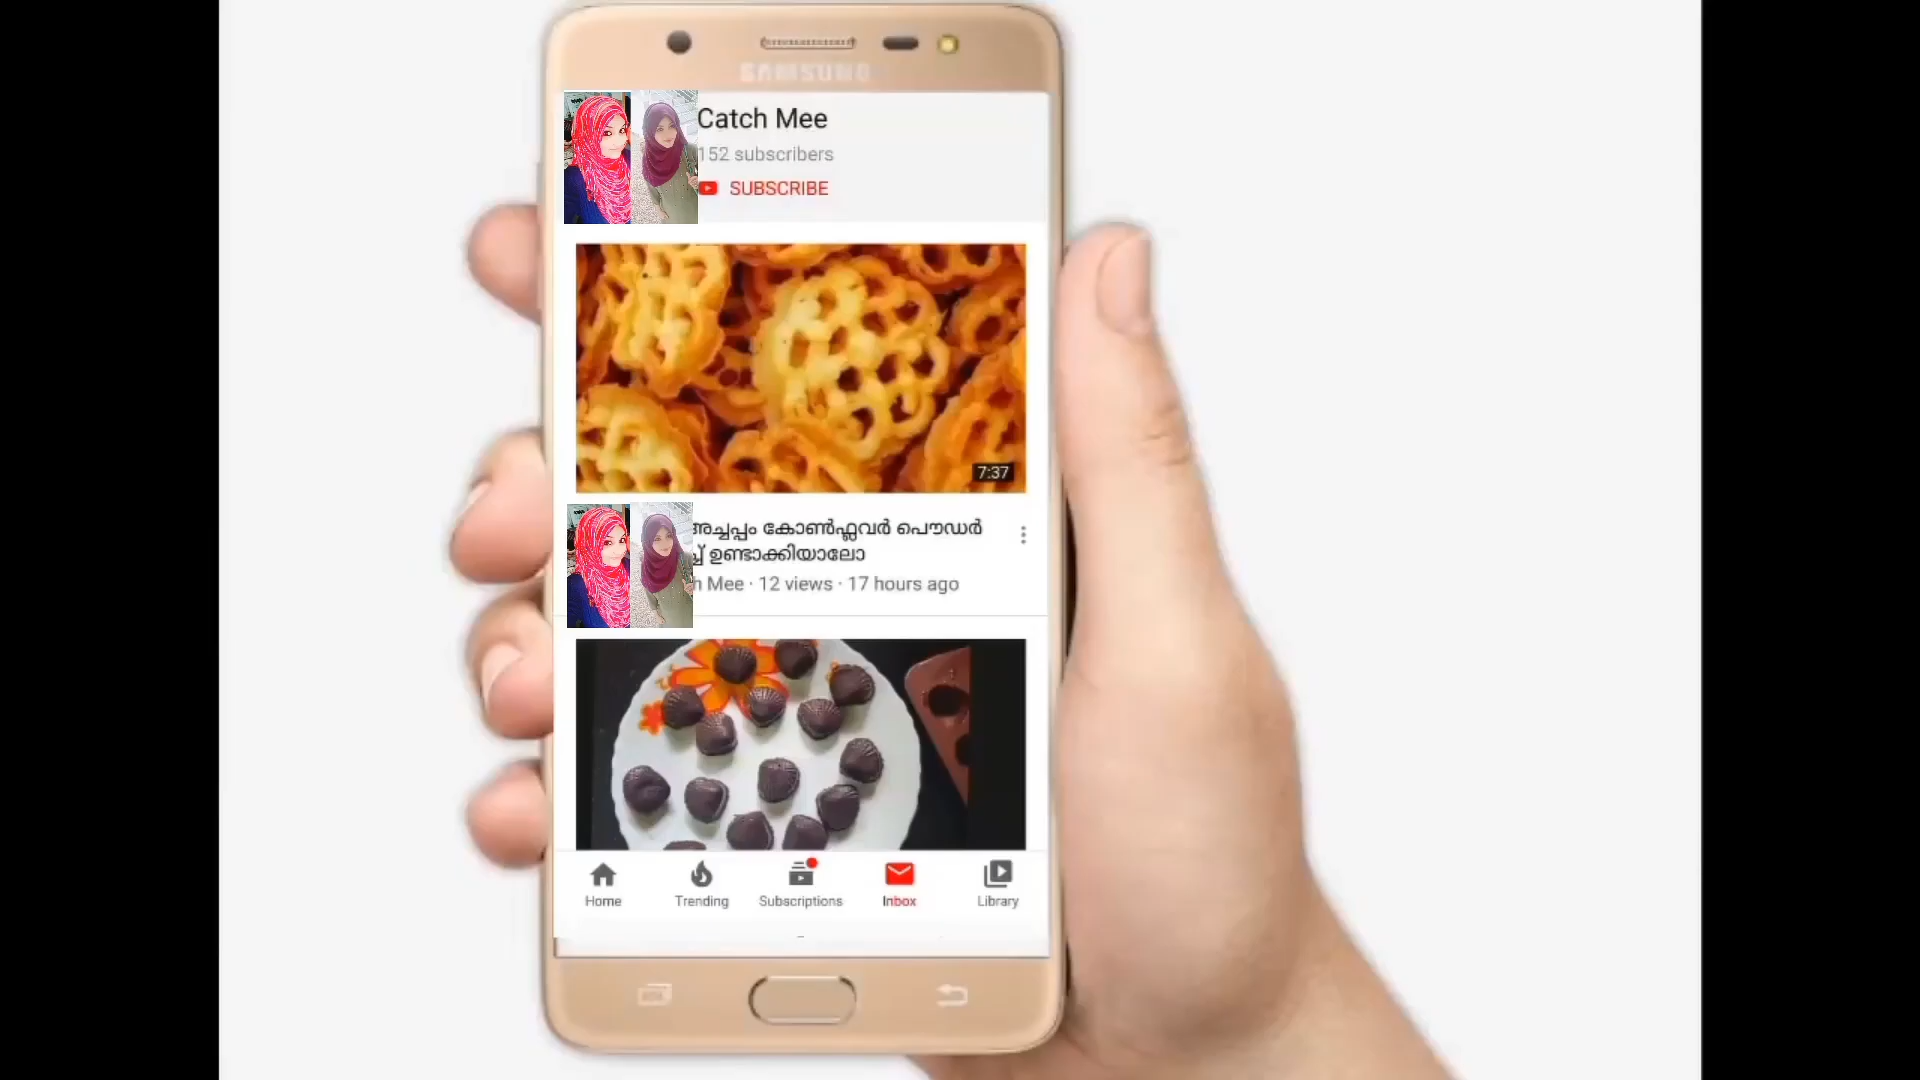 SAMSUNG
Catch Mee
152 subscribers
SUBSCRIBE
7:37
അച്ചപ്പം കോൺഫ്ലവർ പൌഡർ
ച്ച് ഉണ്ടാക്കിയാലോ
h Mee · 12 views · 17 hours ago
Home
Trending
Subscriptions
Inbox
Library